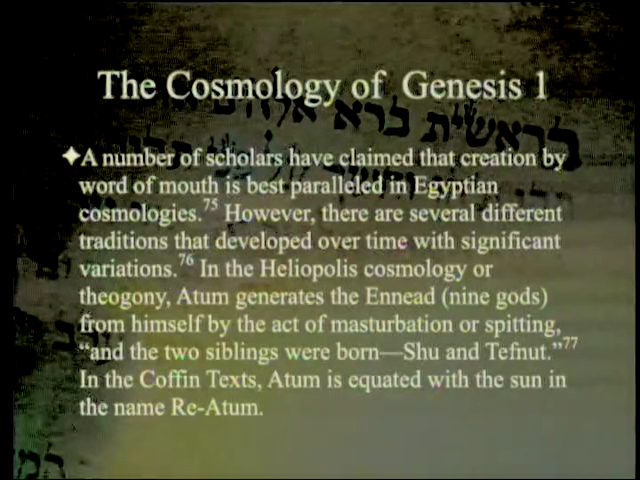 The Cosmology of Genesis 1
בראשית ברא אלהים
✦A number of scholars have claimed that creation by
word of mouth is best paralleled in Egyptian
cosmologies.75 However, there are several different
traditions that developed over time with significant
variations.76 In the Heliopolis cosmology or
theogony, Atum generates the Ennead (nine gods)
from himself by the act of masturbation or spitting,
“and the two siblings were born—Shu and Tefnut.”77
In the Coffin Texts, Atum is equated with the sun in
the name Re-Atum.